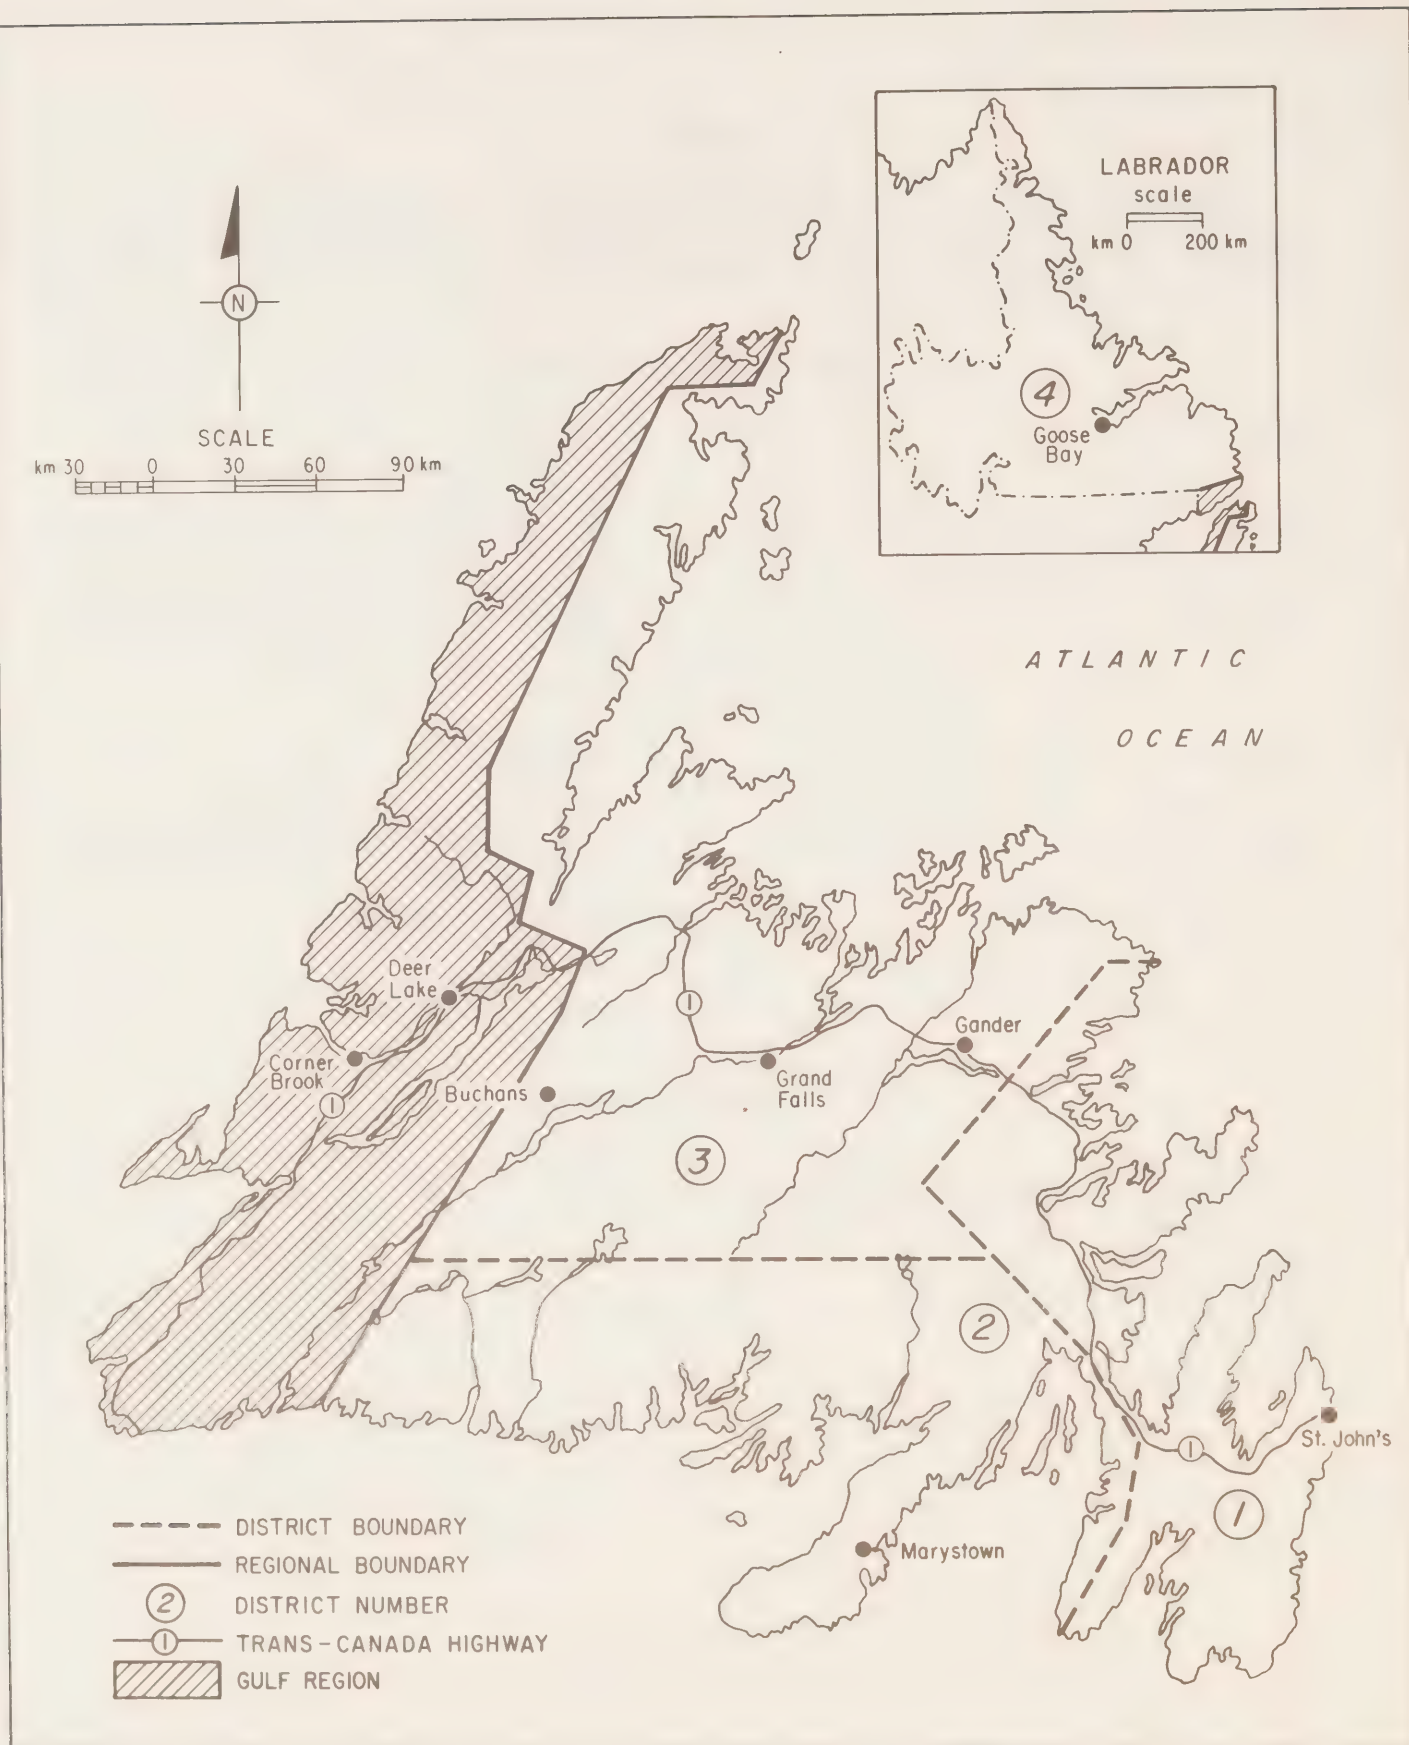 LABRADOR
scale
km 0 200 km
4
Goose
Bay
N
SCALE
km 30 0 30 60 90 km
ATLANTIC
OCEAN
Deer
Lake
1
Gander
Corner
Brook
1
Buchans
Grand
Falls
3
2
St. John's
1
1
Marystown
DISTRICT BOUNDARY
REGIONAL BOUNDARY
2 DISTRICT NUMBER
1 TRANS-CANADA HIGHWAY
GULF REGION